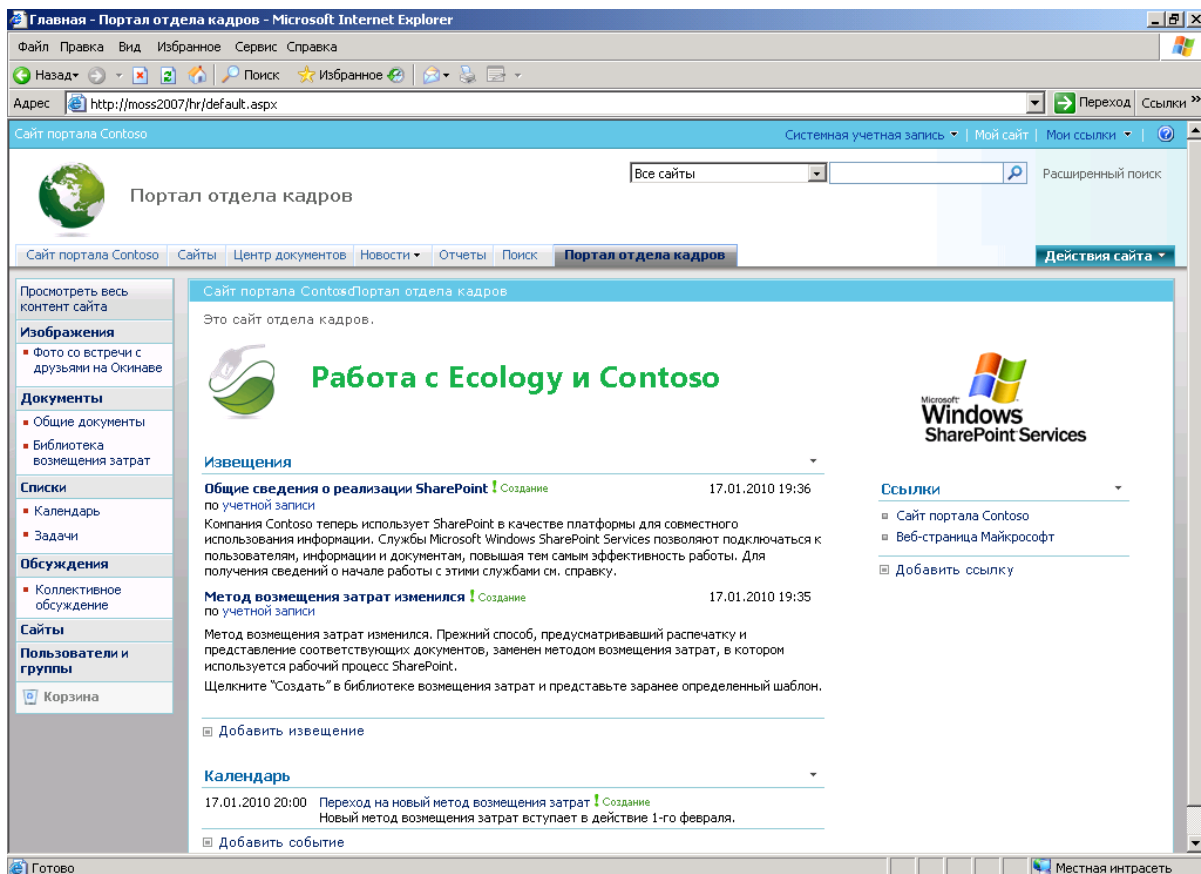 Главная - Портал отдела кадров - Microsoft Internet Explorer
Файл Правка Вид Избранное Сервис Справка
Назад Поиск Избранное
Адрес http://moss2007/hr/default.aspx Переход Ссылки »
Сайт портала Contoso Системная учетная запись | Мой сайт | Мои ссылки |
Все сайты Расширенный поиск
Портал отдела кадров
Сайт портала Contoso Сайты Центр документов Новости Отчеты Поиск Портал отдела кадров Действия сайта
Просмотреть весь
контент сайта
Изображения
Фото со встречи с
друзьями на Окинаве
Документы
Общие документы
Библиотека
возмещения затрат
Списки
Календарь
Задачи
Обсуждения
Коллективное
обсуждение
Сайты
Пользователи и
группы
Корзина
Сайт портала ContosоПортал отдела кадров
Это сайт отдела кадров.
Работа с Ecology и Contoso
Извещения
Общие сведения о реализации SharePoint ! Создание 17.01.2010 19:36
по учетной записи
Компания Contoso теперь использует SharePoint в качестве платформы для совместного
использования информации. Службы Microsoft Windows SharePoint Services позволяют подключаться к
пользователям, информации и документам, повышая тем самым эффективность работы. Для
получения сведений о начале работы с этими службами см. справку.
Метод возмещения затрат изменился ! Создание 17.01.2010 19:35
по учетной записи
Метод возмещения затрат изменился. Прежний способ, предусматривавший распечатку и
представление соответствующих документов, заменен методом возмещения затрат, в котором
используется рабочий процесс SharePoint.
Щелкните “Создать” в библиотеке возмещения затрат и представьте заранее определенный шаблон.
Добавить извещение
Календарь
17.01.2010 20:00 Переход на новый метод возмещения затрат ! Создание
Новый метод возмещения затрат вступает в действие 1-го февраля.
Добавить событие
Microsoft
Windows
SharePoint Services
Ссылки
Сайт портала Contoso
Веб-страница Майкрософт
Добавить ссылку
Готово Местная интрасеть